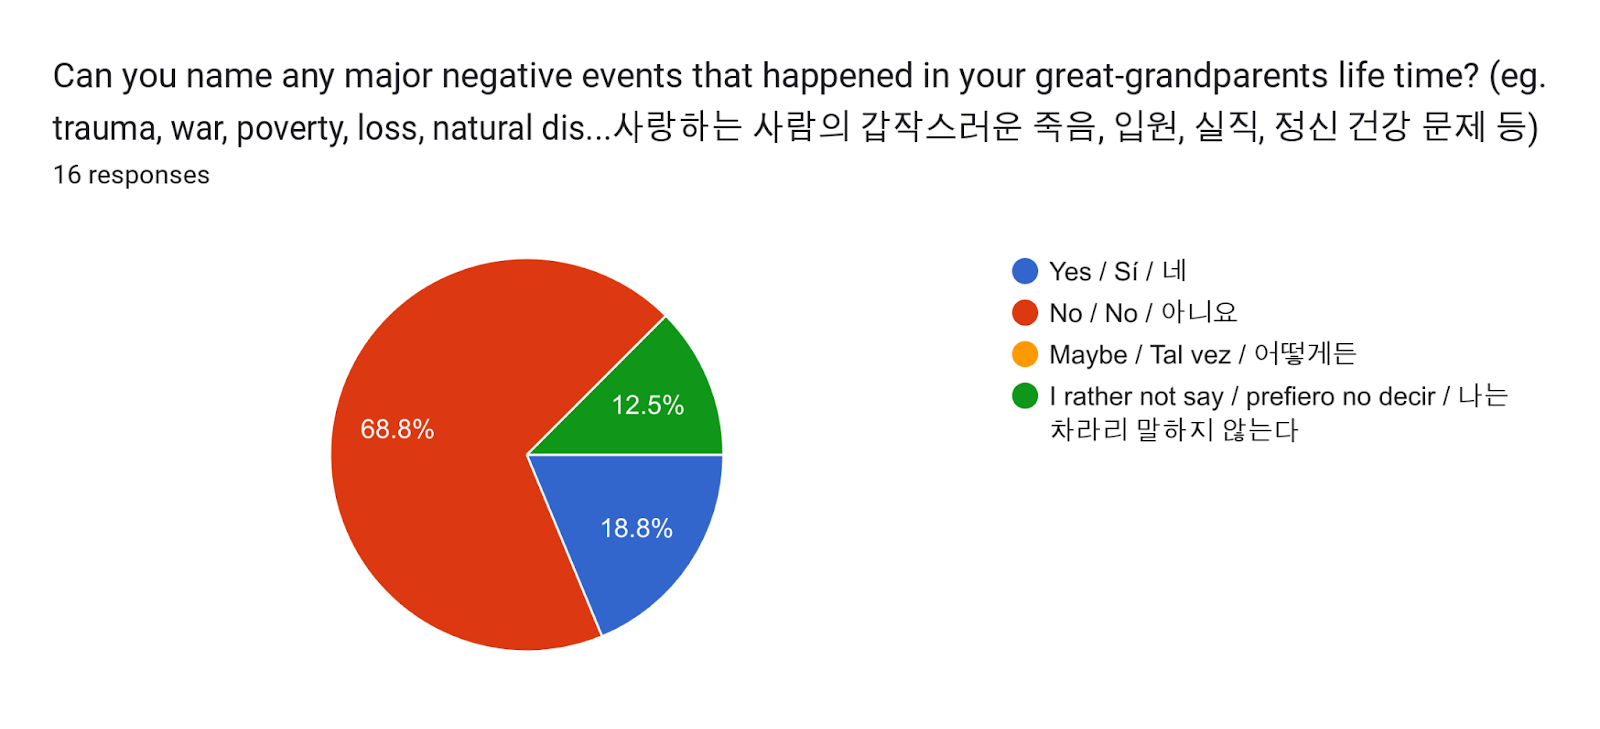 Can you name any major negative events that happened in your great-grandparents life time? (eg.
trauma, war, poverty, loss, natural dis...사랑하는 사람의 갑작스러운 죽음, 입원, 실직, 정신 건강 문제 등)
16 responses
Yes / Sí / 네
No / No / 아니요
Maybe / Tal vez / 어떻게든
I rather not say / prefiero no decir / 나는
차라리 말하지 않는다
12.5%
68.8%
18.8%